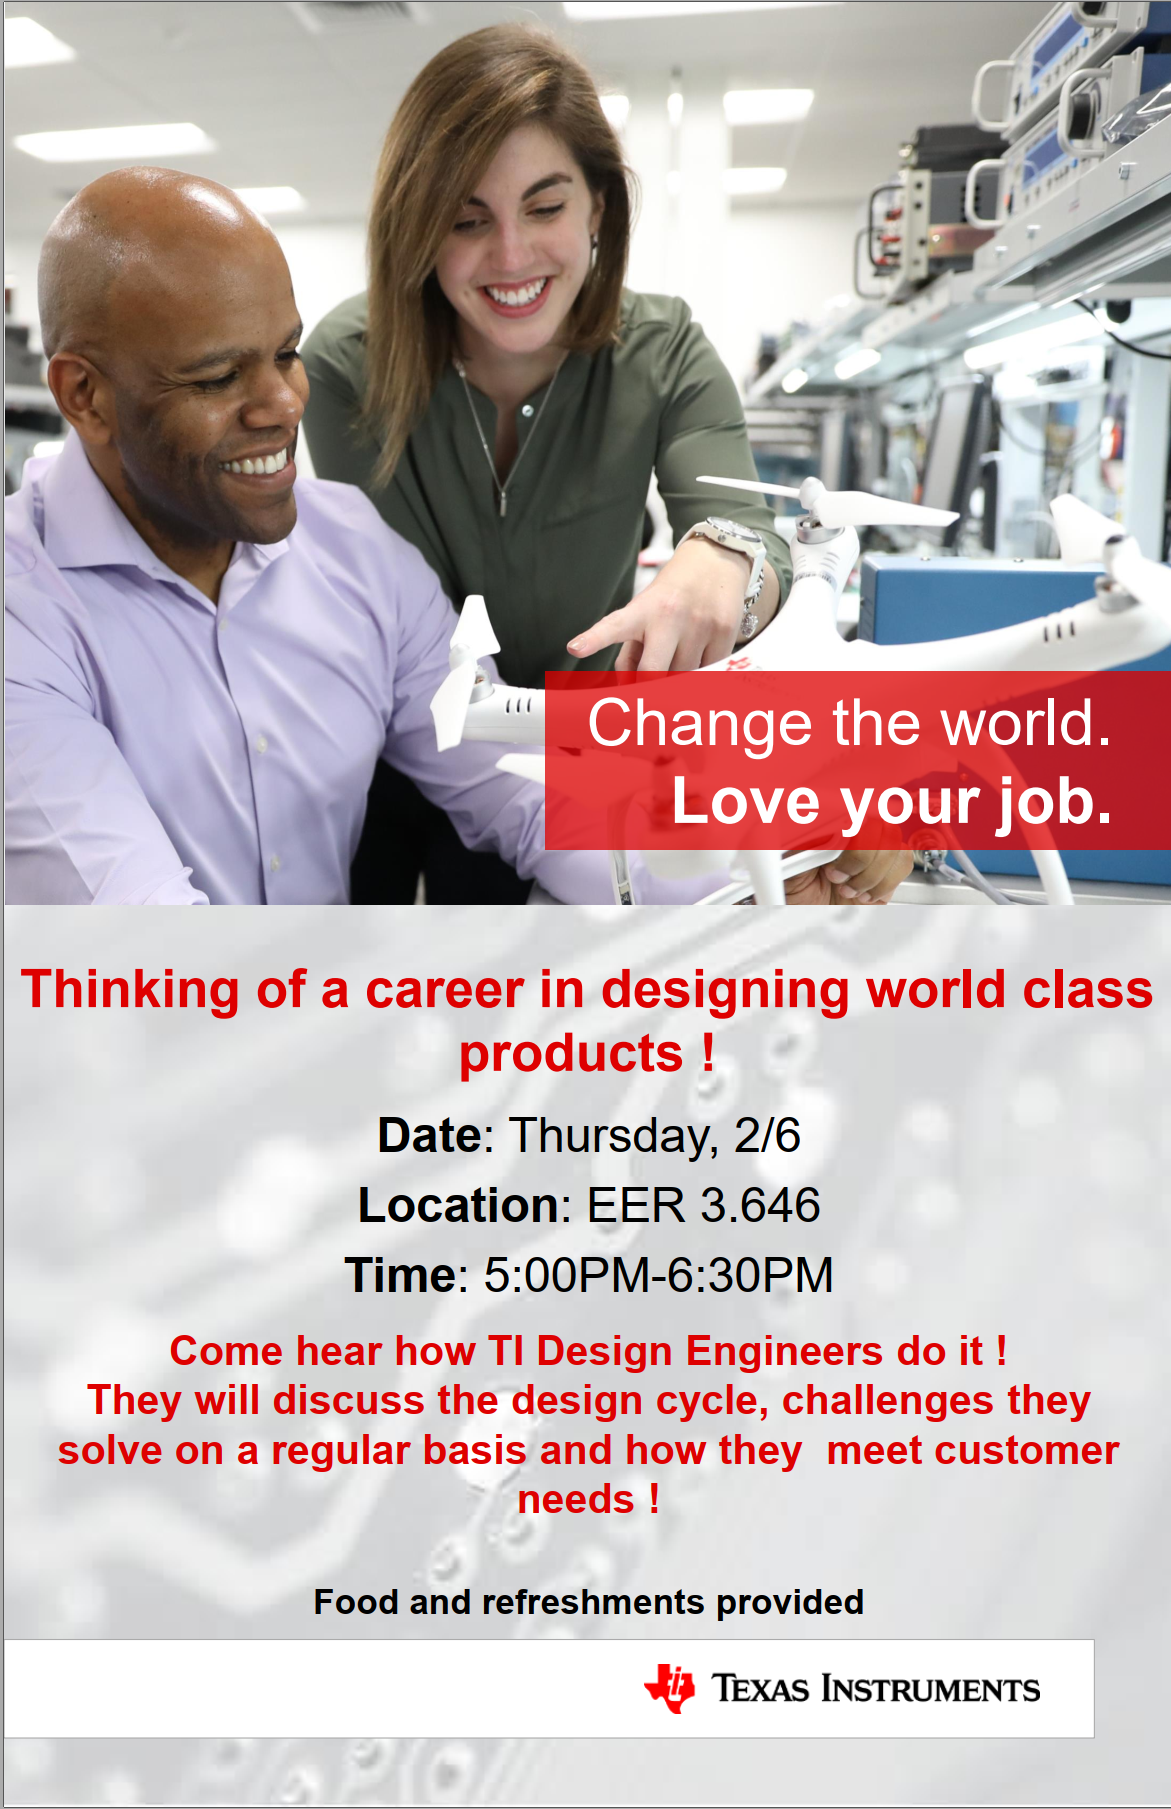 Change the world.
Love your job.
Thinking of a career in designing world class
products !
Date: Thursday, 2/6
Location: EER 3.646
Time: 5:00PM-6:30PM
Come hear how TI Design Engineers do it !
They will discuss the design cycle, challenges they
solve on a regular basis and how they  meet customer
needs !
Food and refreshments provided
TEXAS INSTRUMENTS